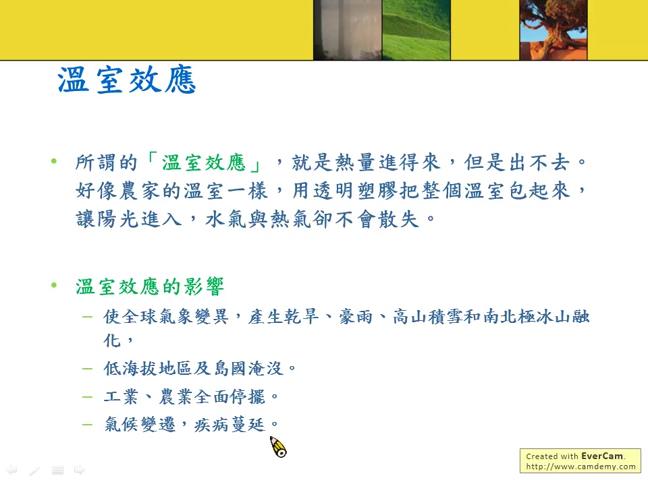 溫室效應
• 所謂的「溫室效應」，就是熱量進得來，但是出不去。
好像農家的溫室一樣，用透明塑膠把整個溫室包起來，
讓陽光進入，水氣與熱氣卻不會散失。
• 溫室效應的影響
– 使全球氣象變異，產生乾旱、豪雨、高山積雪和南北極冰山融
化，
– 低海拔地區及島國淹沒。
– 工業、農業全面停擺。
– 氣候變遷，疾病蔓延。
Created with EverCam.
http://www.camdemy.com